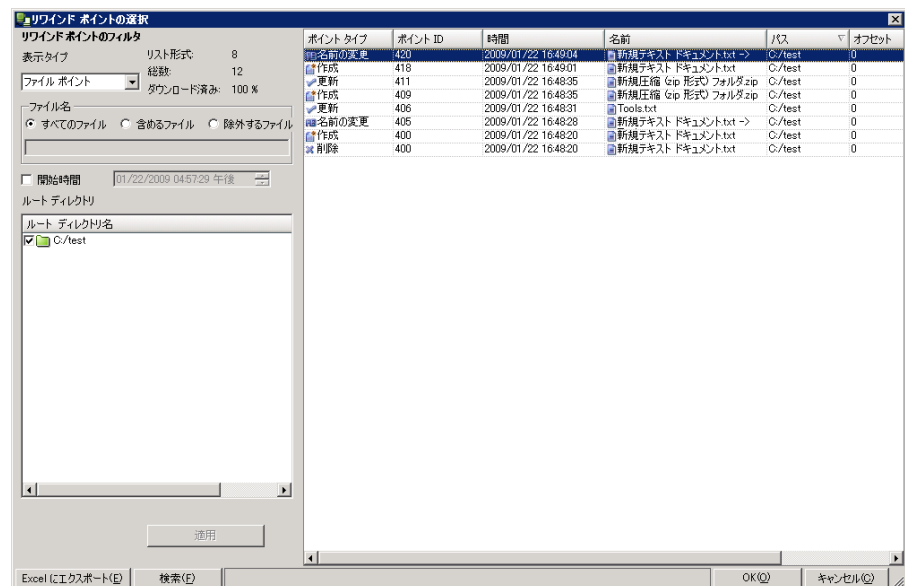 リワインド ポイントの選択
リワインド ポイントのフィルタ
表示タイプ
リスト形式: 8
総数: 12
ファイル ポイント
ダウンロード済み: 100 %
ファイル名
すべてのファイル 含めるファイル 除外するファイル
開始時間 01/22/2009 04:57:29 午後
ルート ディレクトリ
ルート ディレクトリ名
C:/test
適用
ポイント タイプ ポイント ID 時間 名前 パス オフセット
名前の変更 420 2009/01/22 16:49:04 新規テキスト ドキュメント.txt -> C:/test 0
作成 418 2009/01/22 16:49:01 新規テキスト ドキュメント.txt C:/test 0
更新 411 2009/01/22 16:48:35 新規圧縮 (zip 形式) フォルダ.zip C:/test 0
作成 409 2009/01/22 16:48:35 新規圧縮 (zip 形式) フォルダ.zip C:/test 0
更新 406 2009/01/22 16:48:31 Tools.txt C:/test 0
名前の変更 405 2009/01/22 16:48:28 新規テキスト ドキュメント.txt -> C:/test 0
作成 400 2009/01/22 16:48:20 新規テキスト ドキュメント.txt C:/test 0
削除 400 2009/01/22 16:48:20 新規テキスト ドキュメント.txt C:/test 0
Excel にエクスポート(E) 検索(F) OK(O) キャンセル(C)